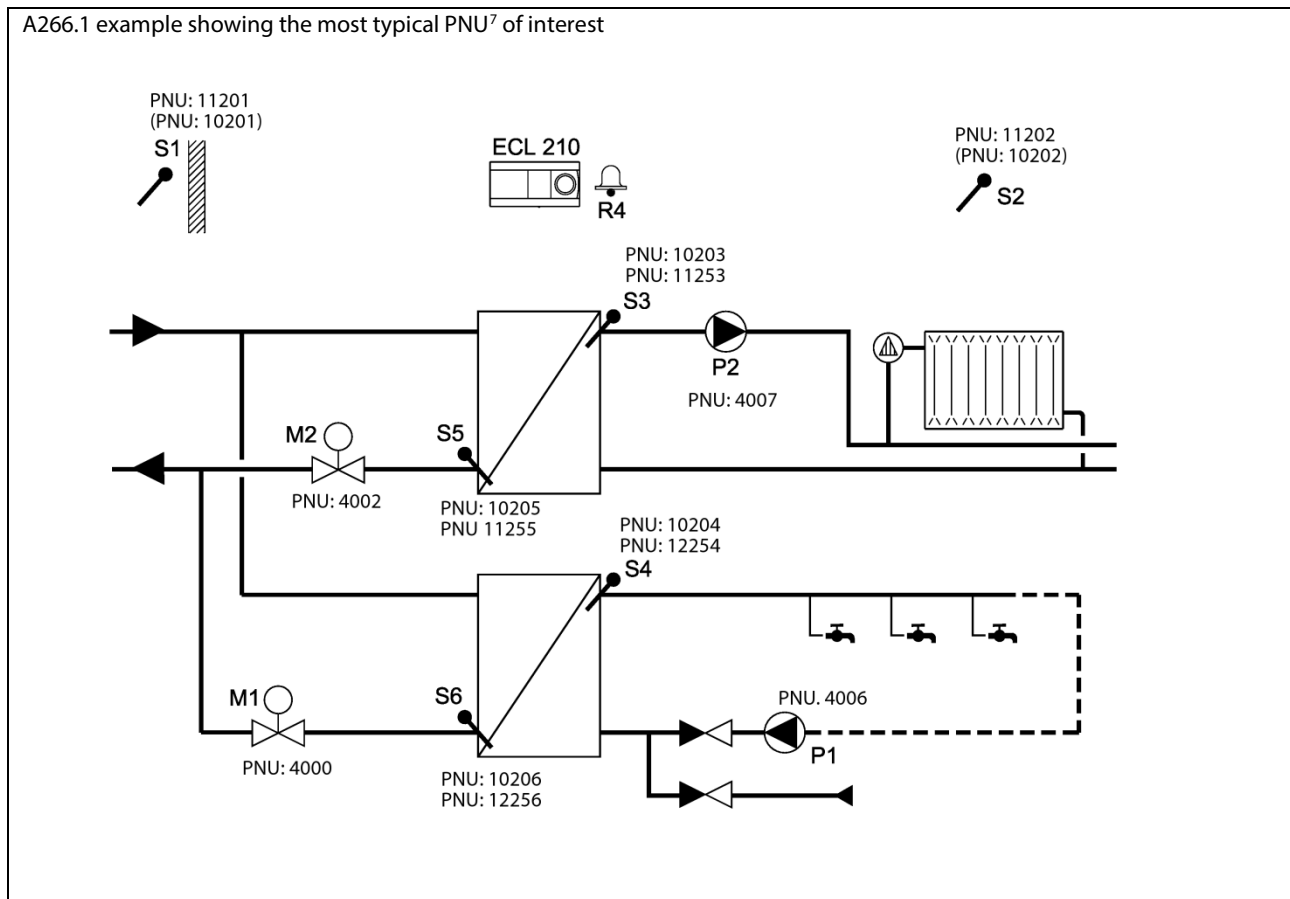 A266.1 example showing the most typical PNU⁷ of interest
PNU: 11201
(PNU: 10201)
S1
ECL 210
R4
PNU: 11202
(PNU: 10202)
S2
PNU: 10203
PNU: 11253
S3
P2
PNU: 4007
M2
S5
PNU: 4002
PNU: 10205
PNU 11255
PNU: 10204
PNU: 12254
S4
M1
S6
PNU. 4006
P1
PNU: 4000
PNU: 10206
PNU: 12256